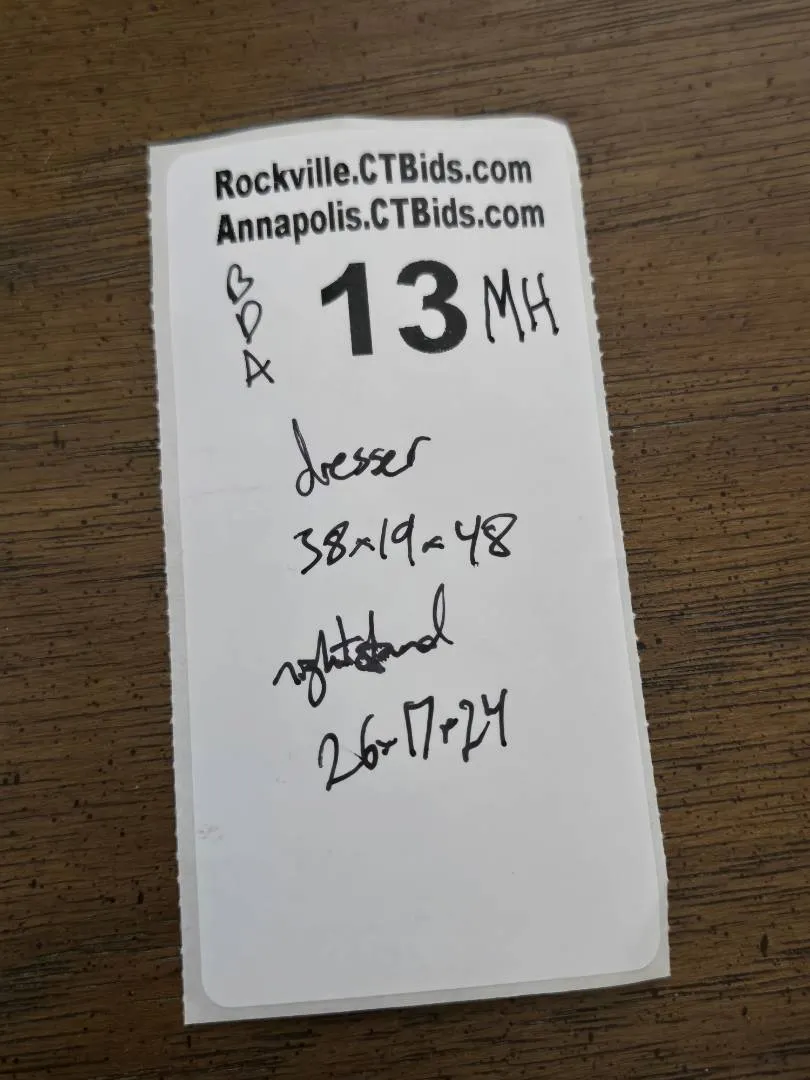 Rockville.CTBids.com
Annapolis.CTBids.com
B
D
A
13 MH
dresser
38x19x48
nightstand
26x17x24